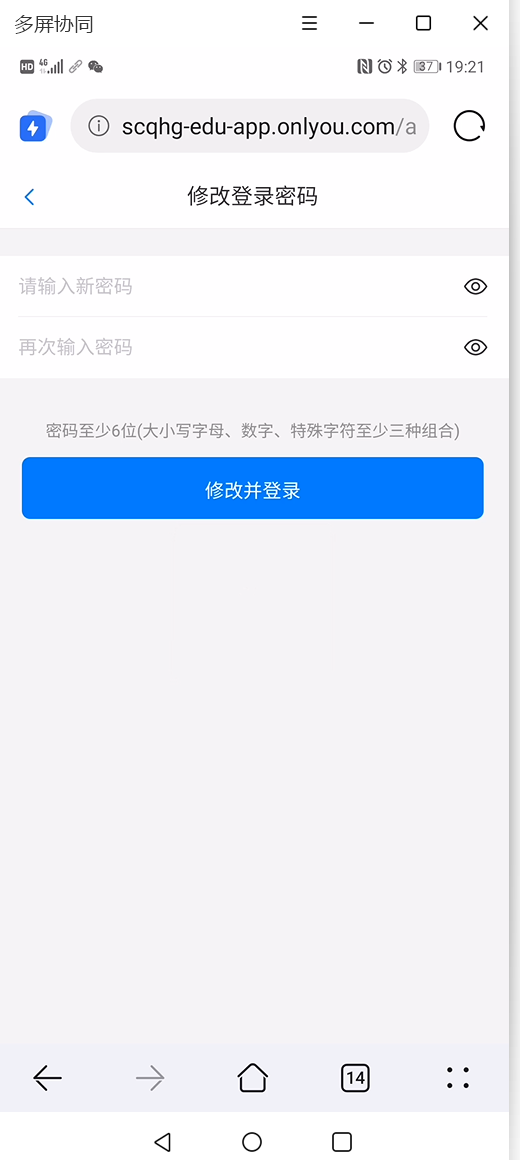 多屏协同
HD 4G 37 19:21
scqhg-edu-app.onlyou.com/a
修改登录密码
请输入新密码
再次输入密码
密码至少6位(大小写字母、数字、特殊字符至少三种组合)
修改并登录
14